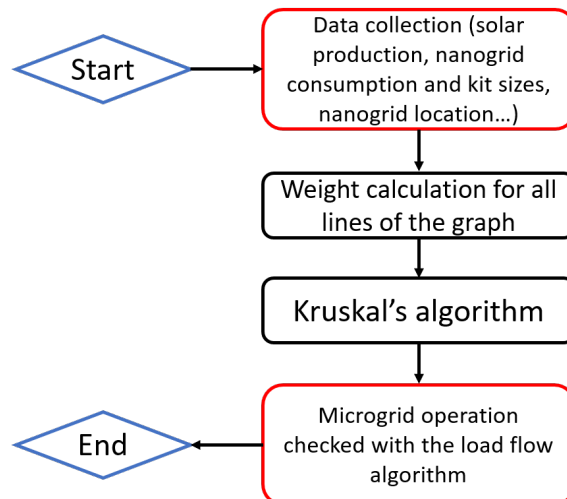 Start
Data collection (solar
production, nanogrid
consumption and kit sizes,
nanogrid location…)
Weight calculation for all
lines of the graph
Kruskal’s algorithm
Microgrid operation
checked with the load flow
algorithm
End